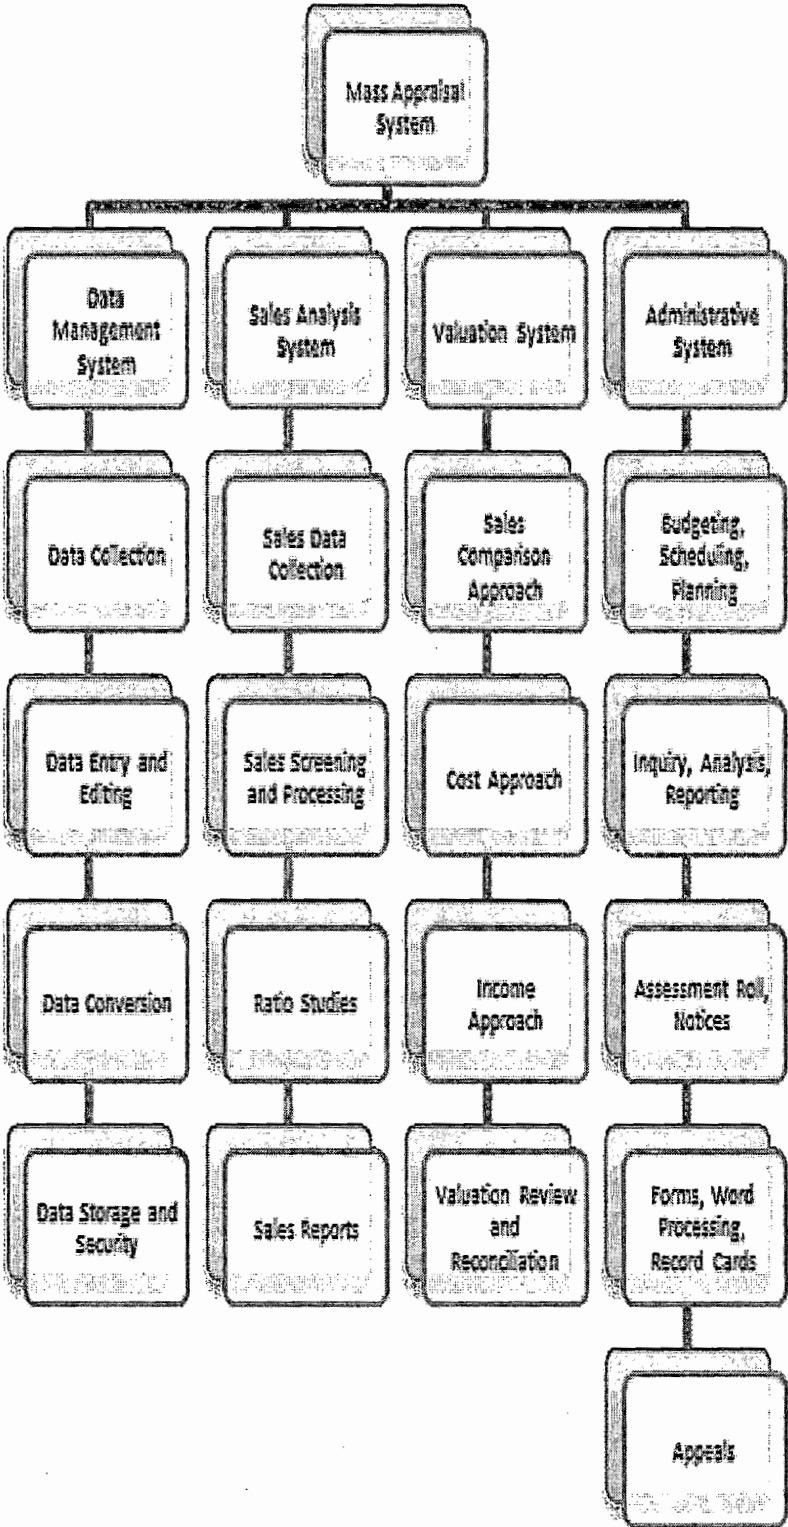 Mass Appraisal
System
Data
Management
System
Sales Analysis
System
Valuation System
Administrative
System
Data Collection
Sales Data
Collection
Sales
Comparison
Approach
Budgeting,
Scheduling,
Planning
Data Entry and
Editing
Sales Screening
and Processing
Cost Approach
Inquiry, Analysis,
Reporting
Data Conversion
Ratio Studies
Income
Approach
Assessment Roll,
Notices
Data Storage and
Security
Sales Reports
Valuation Review
and
Reconciliation
Forms, Word
Processing,
Record Cards
Appeals